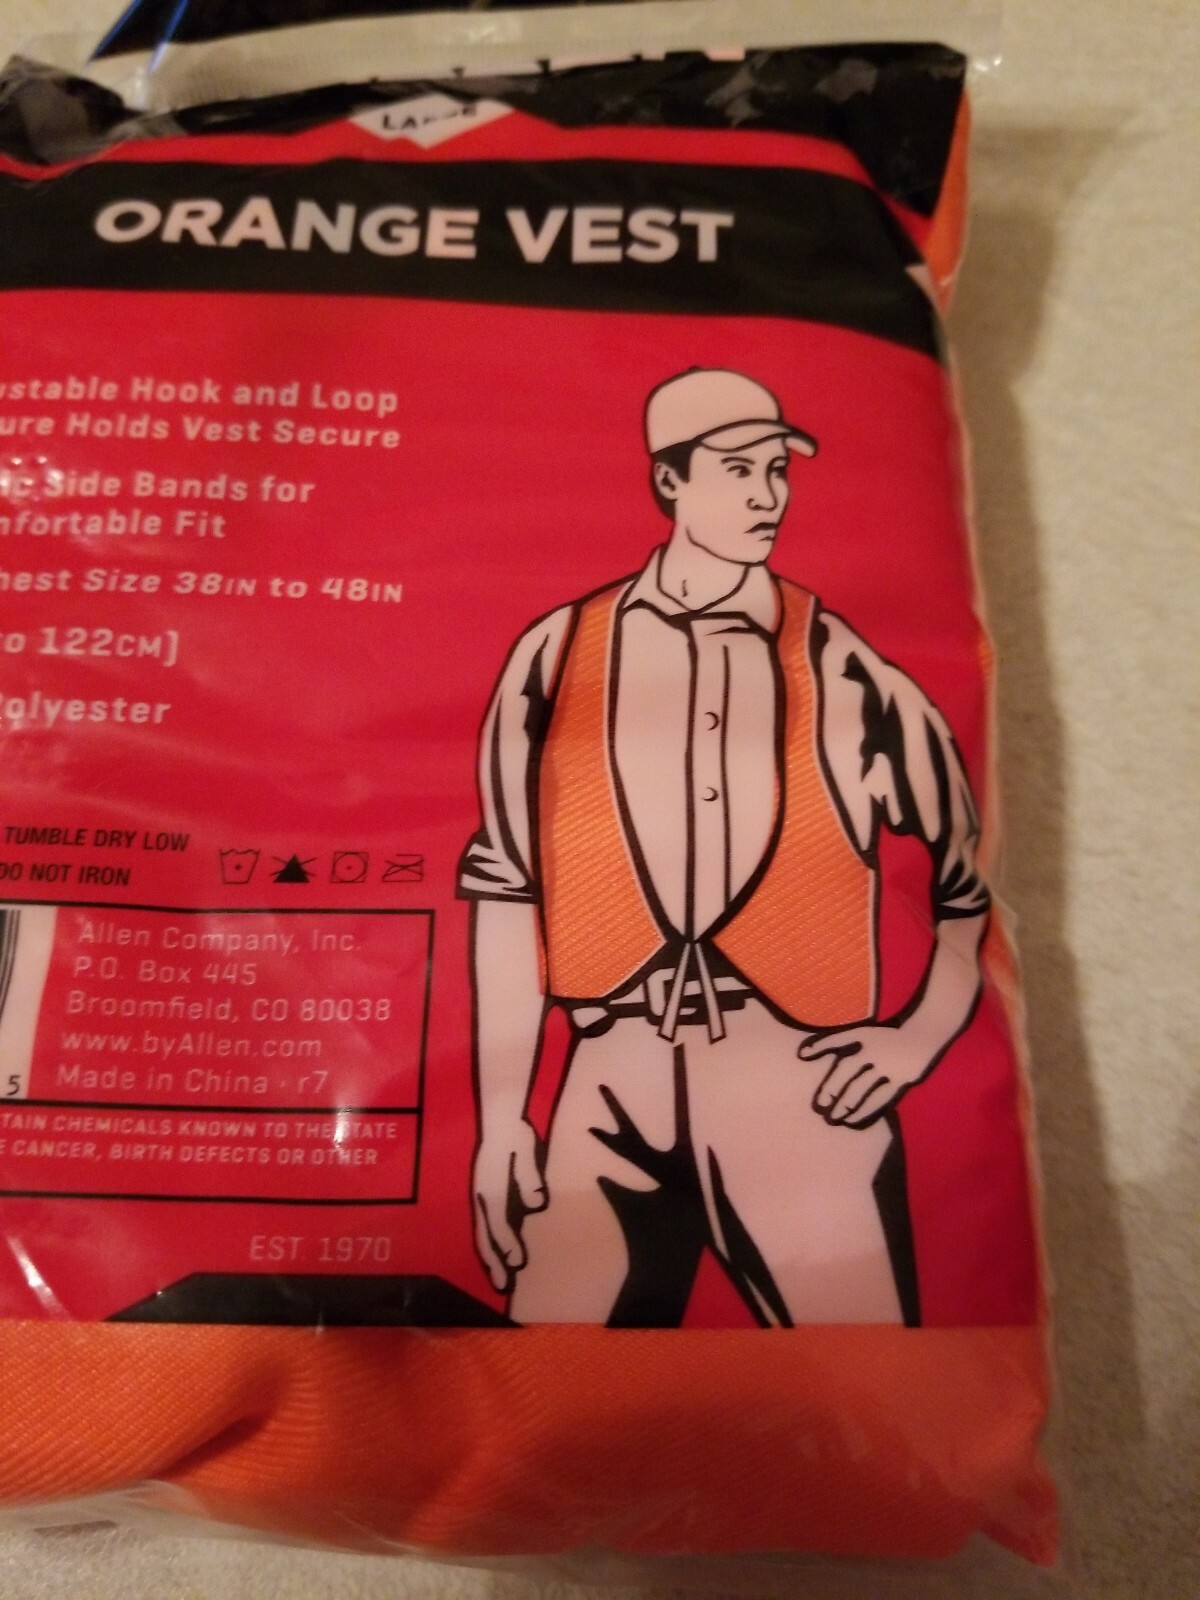 LARGE
ORANGE VEST
ustable Hook and Loop
ure Holds Vest Secure
ic Side Bands for
nfortable Fit
hest Size 38IN to 48IN
to 122CM]
Polyester
TUMBLE DRY LOW
DO NOT IRON
Allen Company, Inc.
P.O. Box 445
Broomfield, CO 80038
www.byAllen.com
Made in China · r7
5
TAIN CHEMICALS KNOWN TO THE STATE
E CANCER, BIRTH DEFECTS OR OTHER
EST. 1970